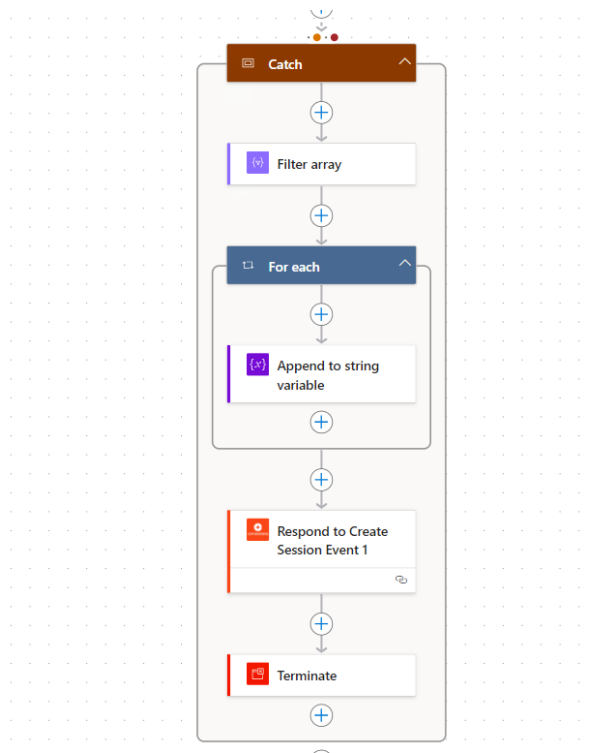 Catch
Filter array
For each
{x}
Append to string
variable
Respond to Create
Session Event 1
Terminate